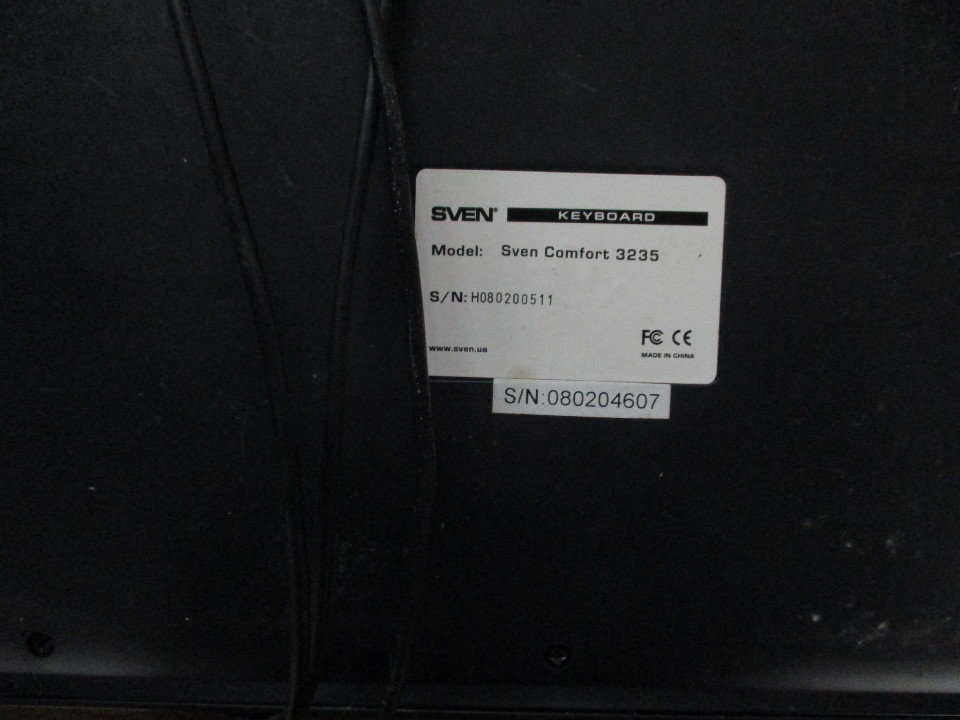 SVEN® KEYBOARD
Model: Sven Comfort 3235
S/N: H080200511
www.sven.ua
FC CE
MADE IN CHINA
S/N:080204607